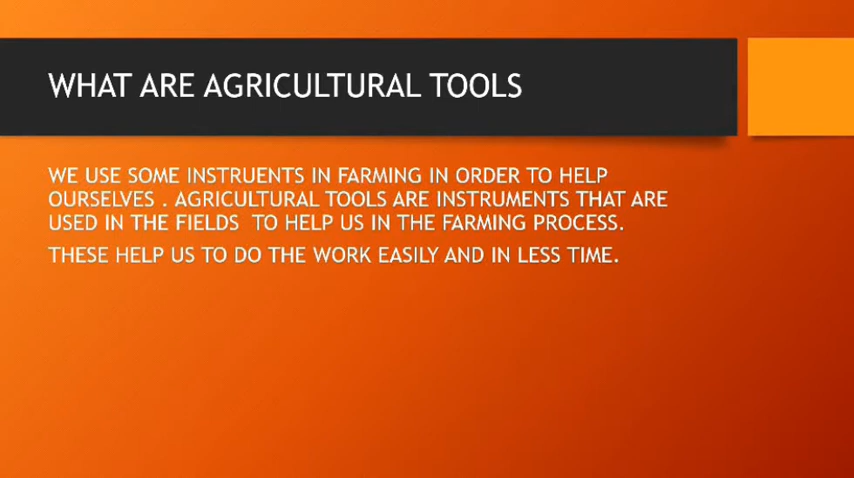 WHAT ARE AGRICULTURAL TOOLS
WE USE SOME INSTRUENTS IN FARMING IN ORDER TO HELP
OURSELVES . AGRICULTURAL TOOLS ARE INSTRUMENTS THAT ARE
USED IN THE FIELDS  TO HELP US IN THE FARMING PROCESS.
THESE HELP US TO DO THE WORK EASILY AND IN LESS TIME.